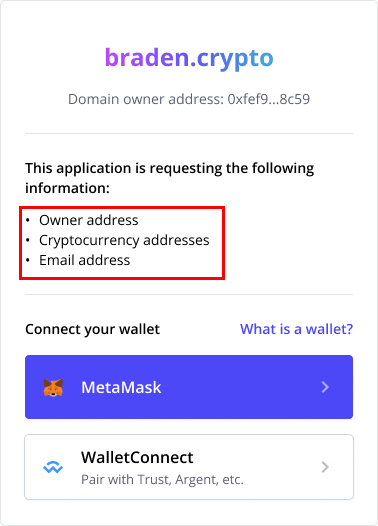 braden.crypto
Domain owner address: 0xfef9...8c59
This application is requesting the following
information:
• Owner address
• Cryptocurrency addresses
• Email address
Connect your wallet What is a wallet?
MetaMask
WalletConnect
Pair with Trust, Argent, etc.